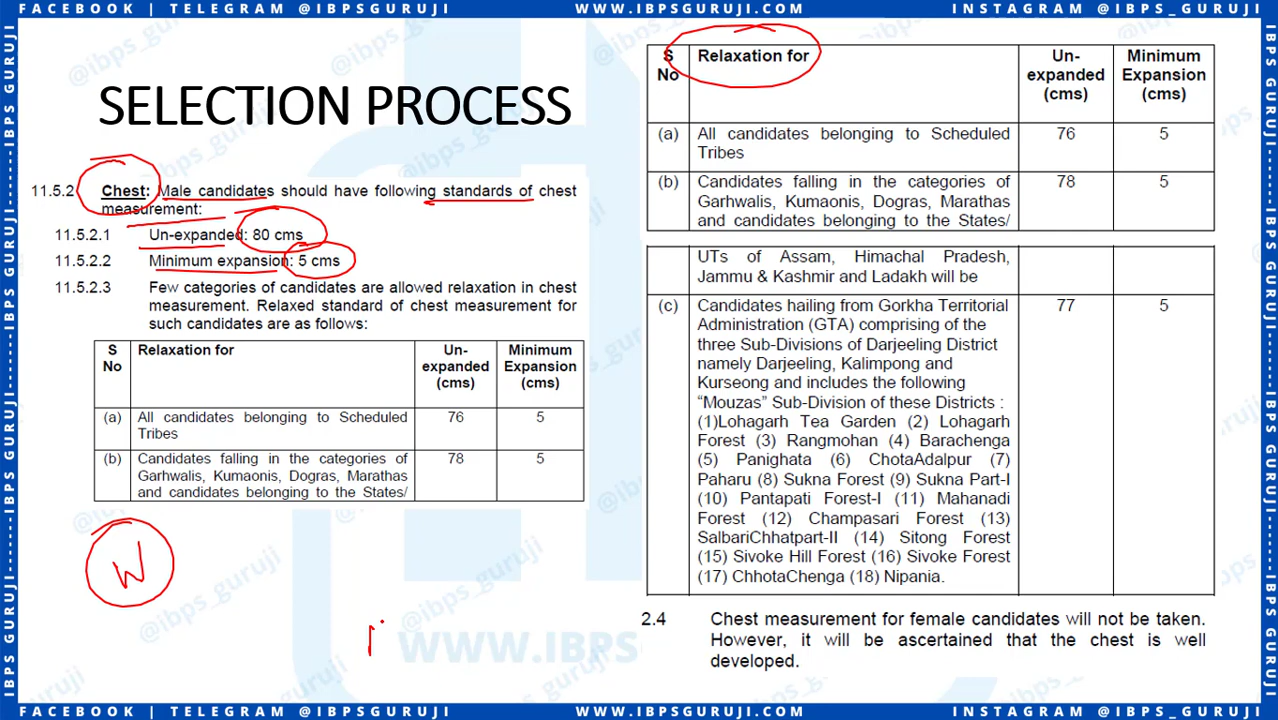 FACEBOOK | TELEGRAM @IBPSGURUJI
WWW.IBPSGURUJI.COM
INSTAGRAM @IBPS_GURUJI
SELECTION PROCESS
11.5.2 Chest: Male candidates should have following standards of chest
measurement:
11.5.2.1 Un-expanded: 80 cms
11.5.2.2 Minimum expansion: 5 cms
11.5.2.3 Few categories of candidates are allowed relaxation in chest
measurement. Relaxed standard of chest measurement for
such candidates are as follows:
S No Relaxation for Un-expanded (cms) Minimum Expansion (cms)
(a) All candidates belonging to Scheduled 76 5
Tribes
(b) Candidates falling in the categories of 78 5
Garhwalis, Kumaonis, Dogras, Marathas
and candidates belonging to the States/
W
S No Relaxation for Un-expanded (cms) Minimum Expansion (cms)
(a) All candidates belonging to Scheduled 76 5
Tribes
(b) Candidates falling in the categories of 78 5
Garhwalis, Kumaonis, Dogras, Marathas
and candidates belonging to the States/
UTs of Assam, Himachal Pradesh,
Jammu & Kashmir and Ladakh will be
(c) Candidates hailing from Gorkha Territorial 77 5
Administration (GTA) comprising of the
three Sub-Divisions of Darjeeling District
namely Darjeeling, Kalimpong and
Kurseong and includes the following
“Mouzas” Sub-Division of these Districts :
(1)Lohagarh Tea Garden (2) Lohagarh
Forest (3) Rangmohan (4) Barachenga
(5) Panighata (6) ChotaAdalpur (7)
Paharu (8) Sukna Forest (9) Sukna Part-I
(10) Pantapati Forest-I (11) Mahanadi
Forest (12) Champasari Forest (13)
SalbariChhatpart-II (14) Sitong Forest
(15) Sivoke Hill Forest (16) Sivoke Forest
(17) ChhotaChenga (18) Nipania.
2.4 Chest measurement for female candidates will not be taken.
However, it will be ascertained that the chest is well
developed.
WWW.IBPS
@ibps_guruji
FACEBOOK | TELEGRAM @IBPSGURUJI
WWW.IBPSGURUJI.COM
INSTAGRAM @IBPS_GURUJI